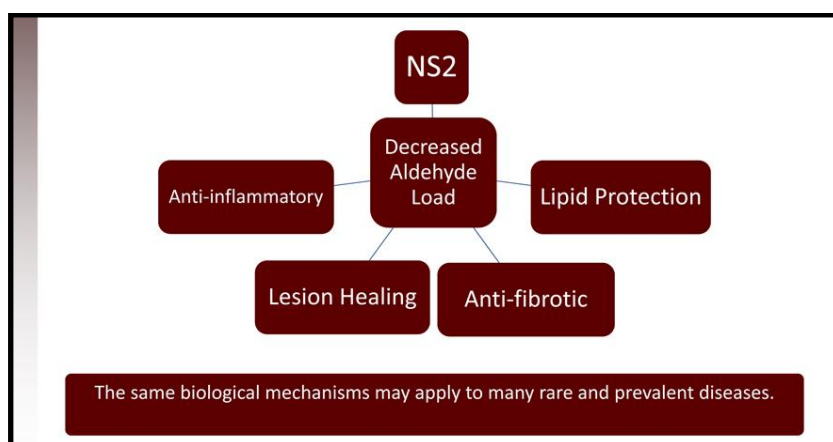 NS2
Decreased
Aldehyde
Load
Anti-inflammatory
Lipid Protection
Lesion Healing
Anti-fibrotic
The same biological mechanisms may apply to many rare and prevalent diseases.